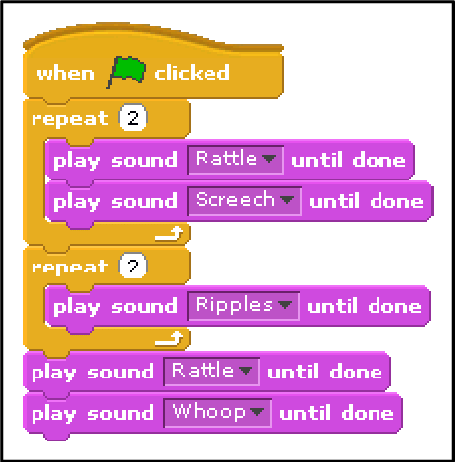 when clicked
repeat 2
play sound Rattle until done
play sound Screech until done
repeat 2
play sound Ripples until done
play sound Rattle until done
play sound Whoop until done